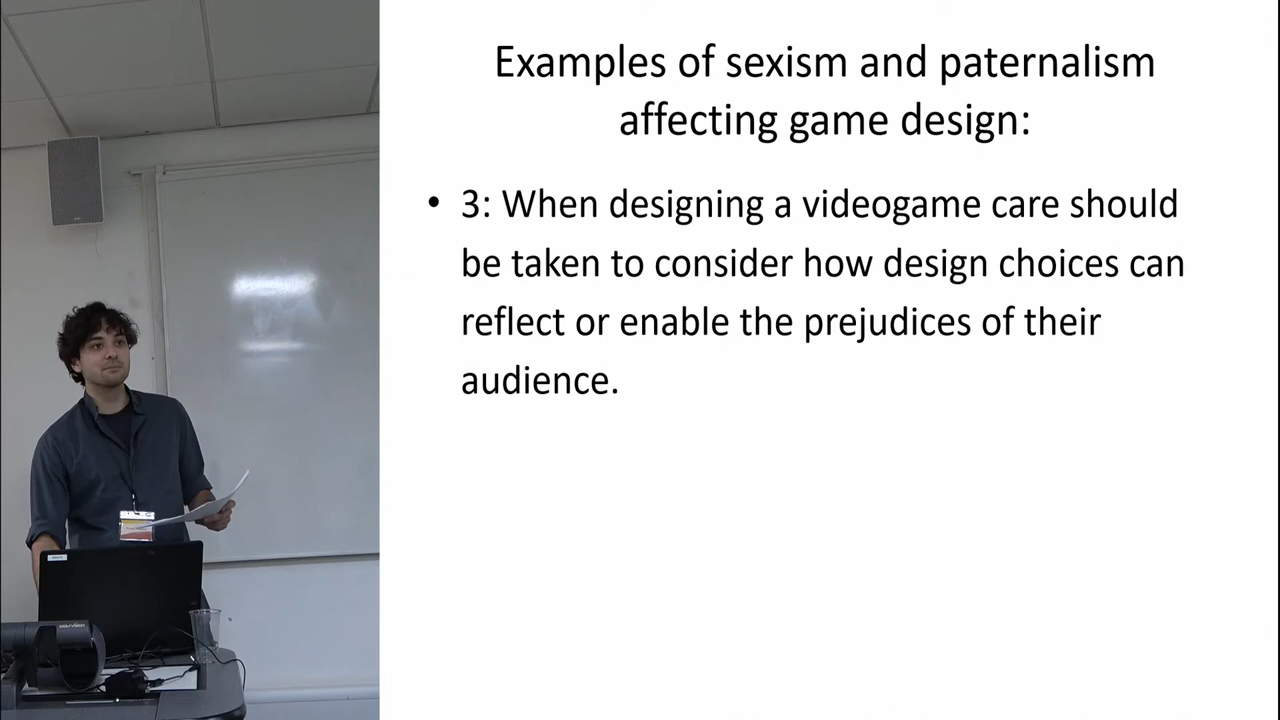 Examples of sexism and paternalism
affecting game design:
• 3: When designing a videogame care should
be taken to consider how design choices can
reflect or enable the prejudices of their
audience.
wolfvision